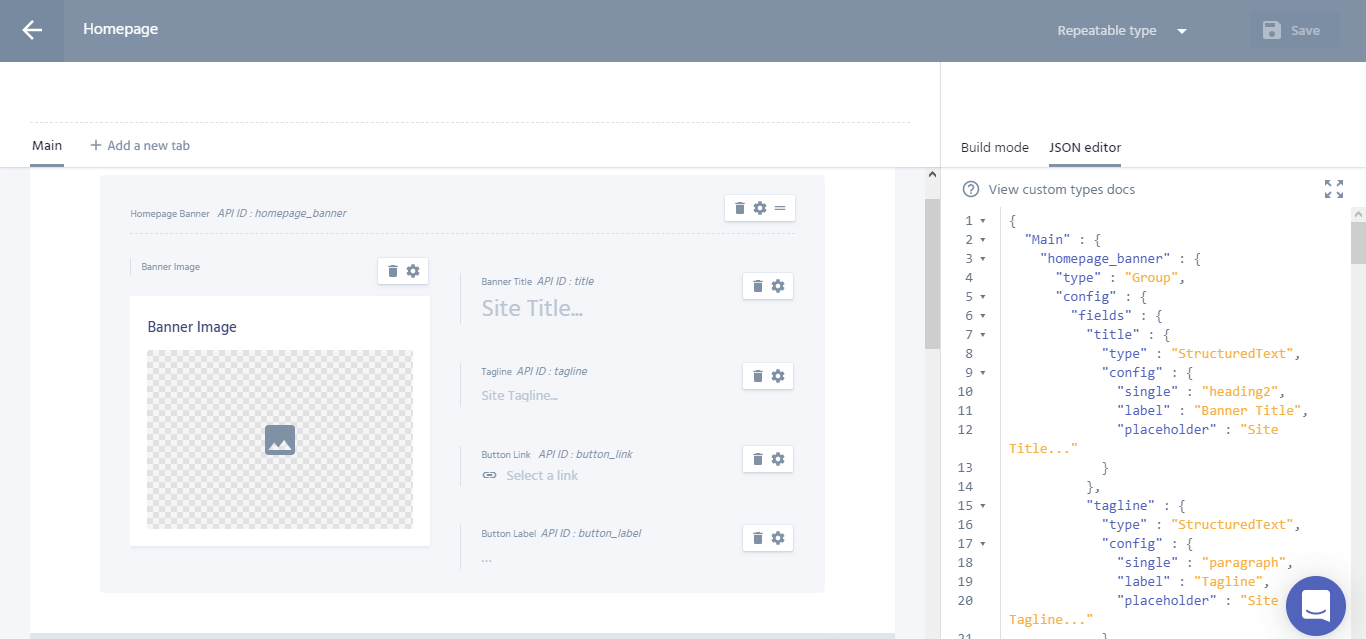 Homepage
Repeatable type
Save
Main
Add a new tab
Build mode
JSON editor
View custom types docs
Homepage Banner API ID : homepage_banner
Banner Image
Banner Image
Banner Title API ID : title
Site Title...
Tagline API ID : tagline
Site Tagline...
Button Link API ID : button_link
Select a link
Button Label API ID : button_label
...
1 {
2 "Main" : {
3 "homepage_banner" : {
4 "type" : "Group",
5 "config" : {
6 "fields" : {
7 "title" : {
8 "type" : "StructuredText",
9 "config" : {
10 "single" : "heading2",
11 "label" : "Banner Title",
12 "placeholder" : "Site
Title..."
13 }
14 },
15 "tagline" : {
16 "type" : "StructuredText",
17 "config" : {
18 "single" : "paragraph",
19 "label" : "Tagline",
20 "placeholder" : "Site
Tagline..."
21 }